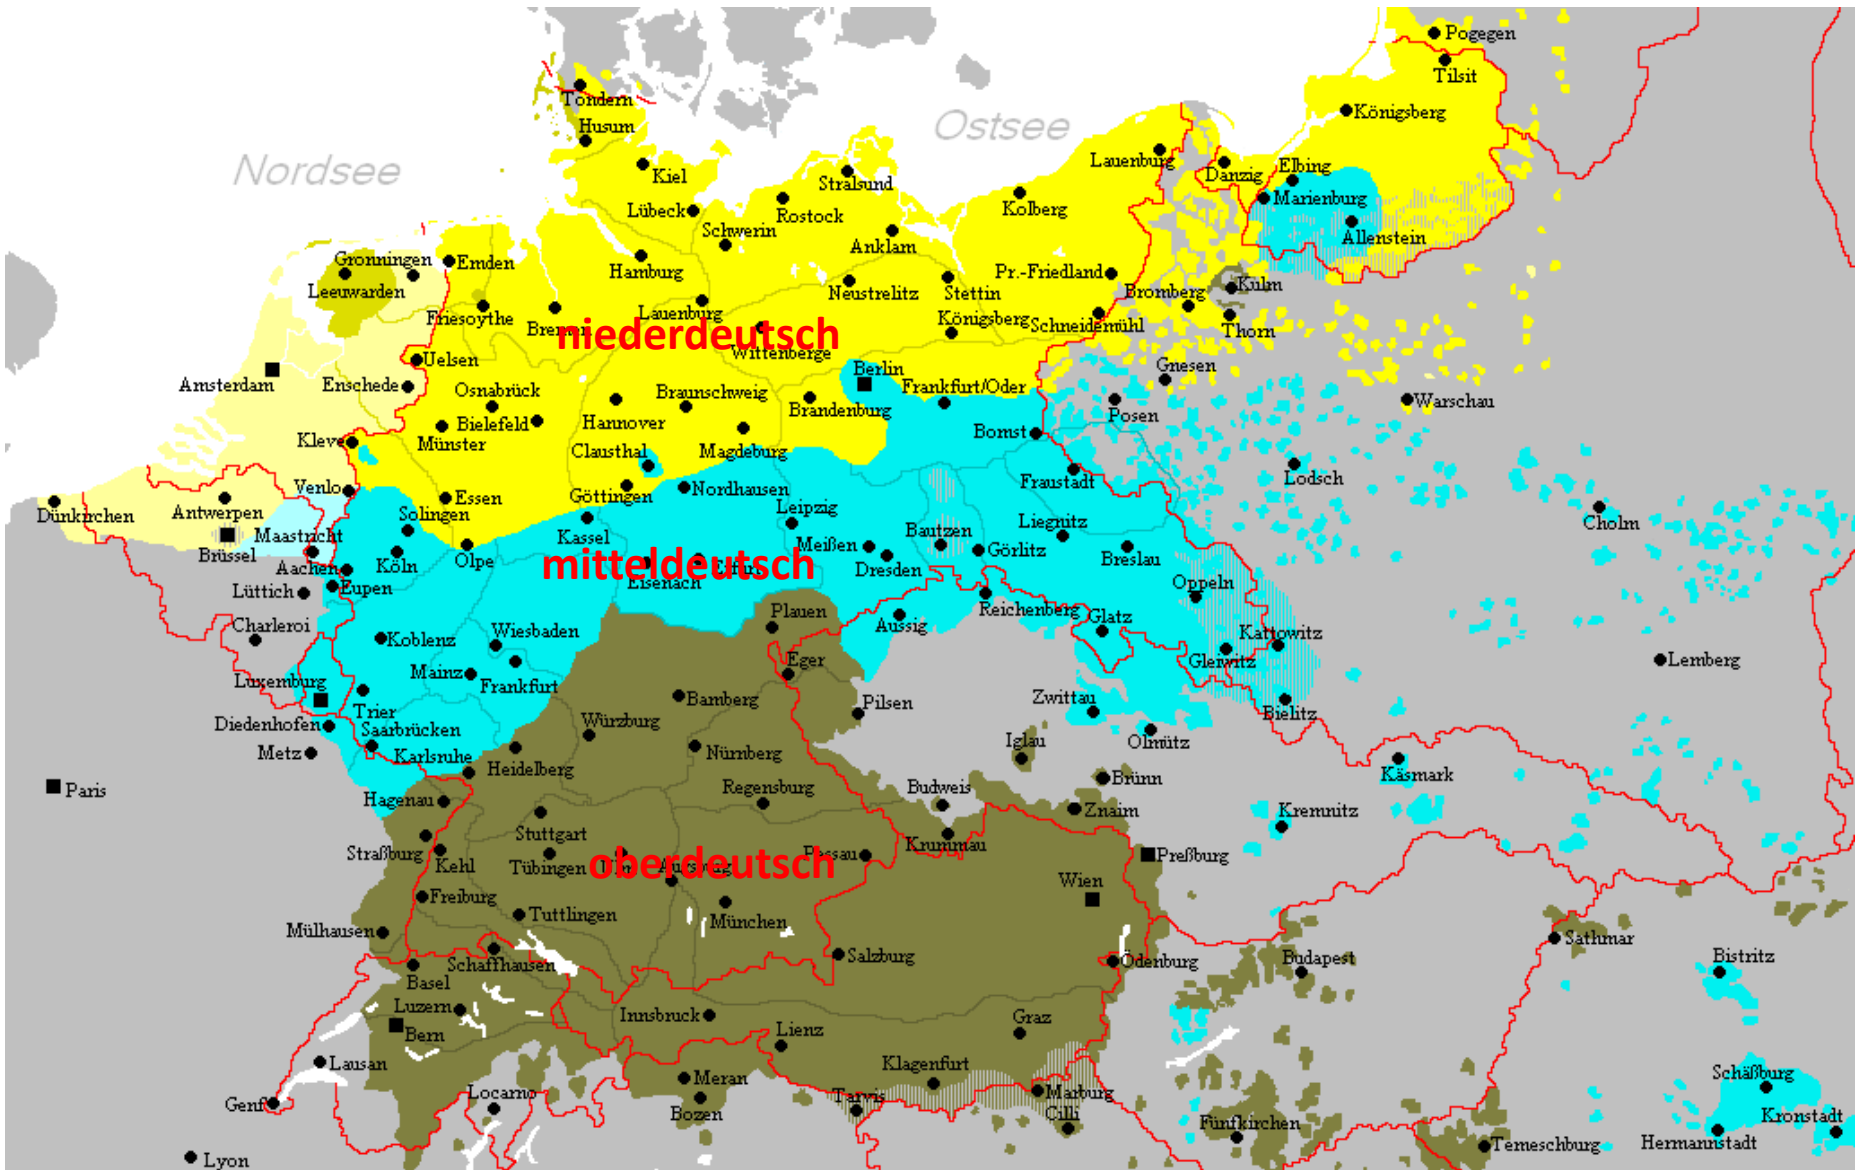 Pogegen
Tilsit
Tondern
Königsberg
Husum
Ostsee
Nordsee
Kiel
Stralsund
Lauenburg
Danzig
Elbing
Marienburg
Lübeck
Rostock
Kolberg
Schwerin
Anklam
Allenstein
Gronningen
Emden
Hamburg
Leeuwarden
Neustrelitz
Stettin
Pr.-Friedland
Kulm
Friesoythe
Bremen
Lauenburg
Bromberg
niederdeutsch
Wittenberge
Königsberg
Schneidemühl
Thorn
Uelsen
Amsterdam
Enschede
Osnabrück
Braunschweig
Berlin
Frankfurt/Oder
Gnesen
Brandenburg
Posen
Warschau
Kleve
Münster
Bielefeld
Hannover
Clausthal
Magdeburg
Bomst
Lodsch
Venlo
Essen
Göttingen
Nordhausen
Fraustadt
Dünkirchen
Antwerpen
Solingen
Leipzig
Cholm
Brüssel
Maastricht
Kassel
Bautzen
Liegnitz
Aachen
Köln
Olpe
mitteldeutsch
Eisenach
Erfurt
Meißen
Dresden
Görlitz
Breslau
Lüttich
Eupen
Oppeln
Charleroi
Koblenz
Wiesbaden
Plauen
Aussig
Reichenberg
Glatz
Kattowitz
Gleiwitz
Lemberg
Luxemburg
Mainz
Frankfurt
Eger
Trier
Bamberg
Pilsen
Zwittau
Bielitz
Diedenhofen
Saarbrücken
Würzburg
Olmütz
Metz
Karlsruhe
Heidelberg
Nürnberg
Iglau
Käsmark
Paris
Hagenau
Regensburg
Budweis
Brünn
Znaim
Kremnitz
Stuttgart
Straßburg
Kehl
Tübingen
Ulm
oberdeutsch
Augsburg
Passau
Krummau
Preßburg
Wien
Freiburg
Tuttlingen
München
Mülhausen
Schaffhausen
Salzburg
Ödenburg
Budapest
Sathmar
Bistritz
Basel
Luzern
Bern
Innsbruck
Lienz
Graz
Lausan
Klagenfurt
Meran
Marburg
Schäßburg
Genf
Locarno
Bozen
Tarvis
Cilli
Fünfkirchen
Kronstadt
Lyon
Temeschburg
Hermannstadt